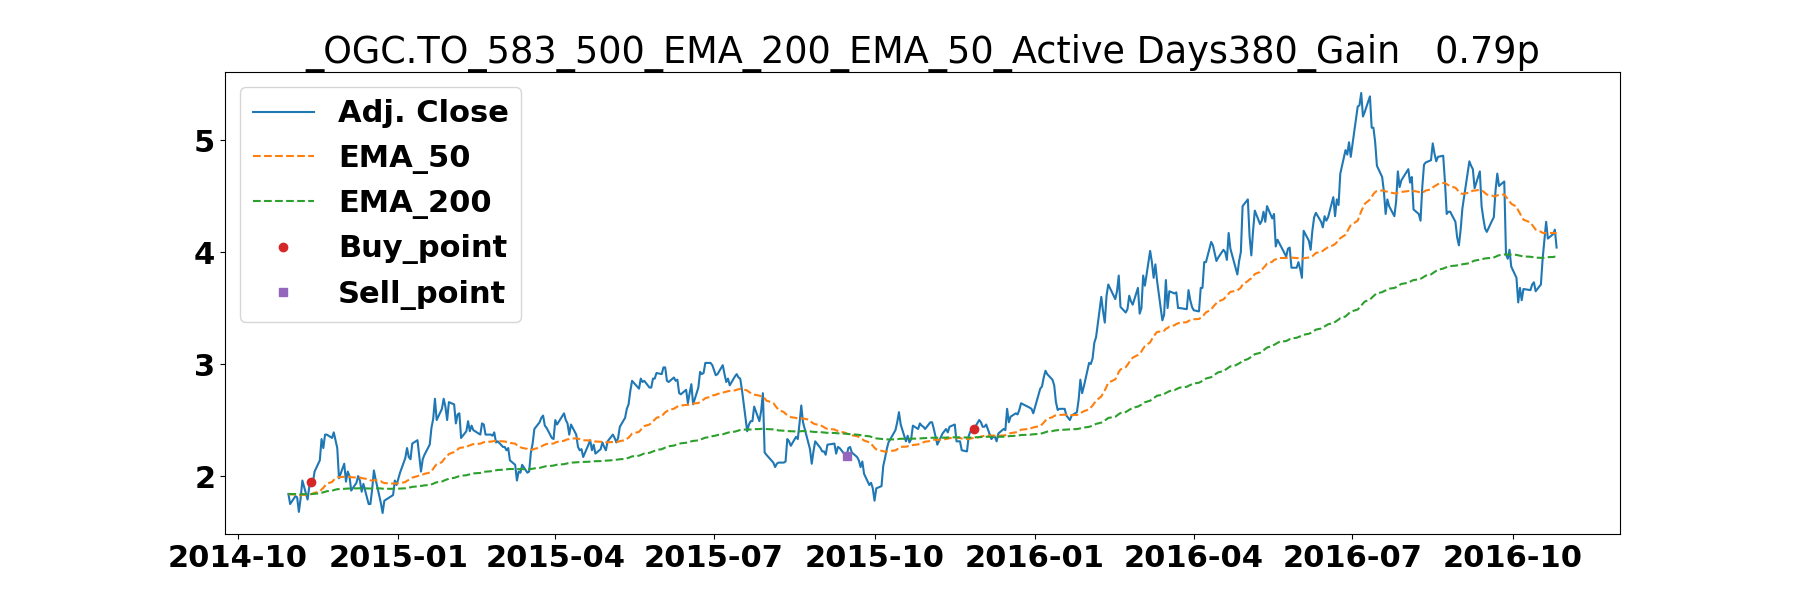 _OGC.TO_583_500_EMA_200_EMA_50_Active Days380_Gain   0.79p
Adj. Close
EMA_50
EMA_200
Buy_point
Sell_point
5
4
3
2
2014-10 2015-01 2015-04 2015-07 2015-10 2016-01 2016-04 2016-07 2016-10